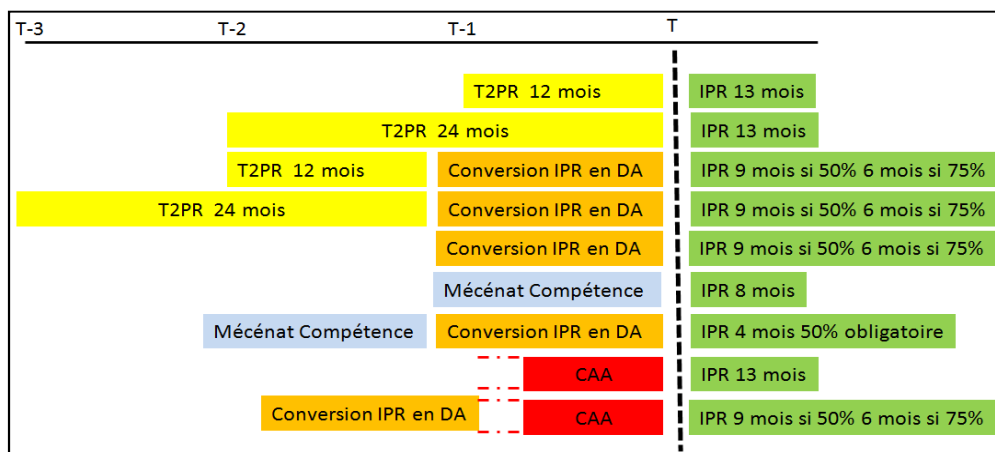 T-3 T-2 T-1 T
T2PR 12 mois IPR 13 mois
T2PR 24 mois IPR 13 mois
T2PR 12 mois Conversion IPR en DA IPR 9 mois si 50% 6 mois si 75%
T2PR 24 mois Conversion IPR en DA IPR 9 mois si 50% 6 mois si 75%
Conversion IPR en DA IPR 9 mois si 50% 6 mois si 75%
Mécénat Compétence IPR 8 mois
Mécénat Compétence Conversion IPR en DA IPR 4 mois 50% obligatoire
CAA IPR 13 mois
Conversion IPR en DA CAA IPR 9 mois si 50% 6 mois si 75%